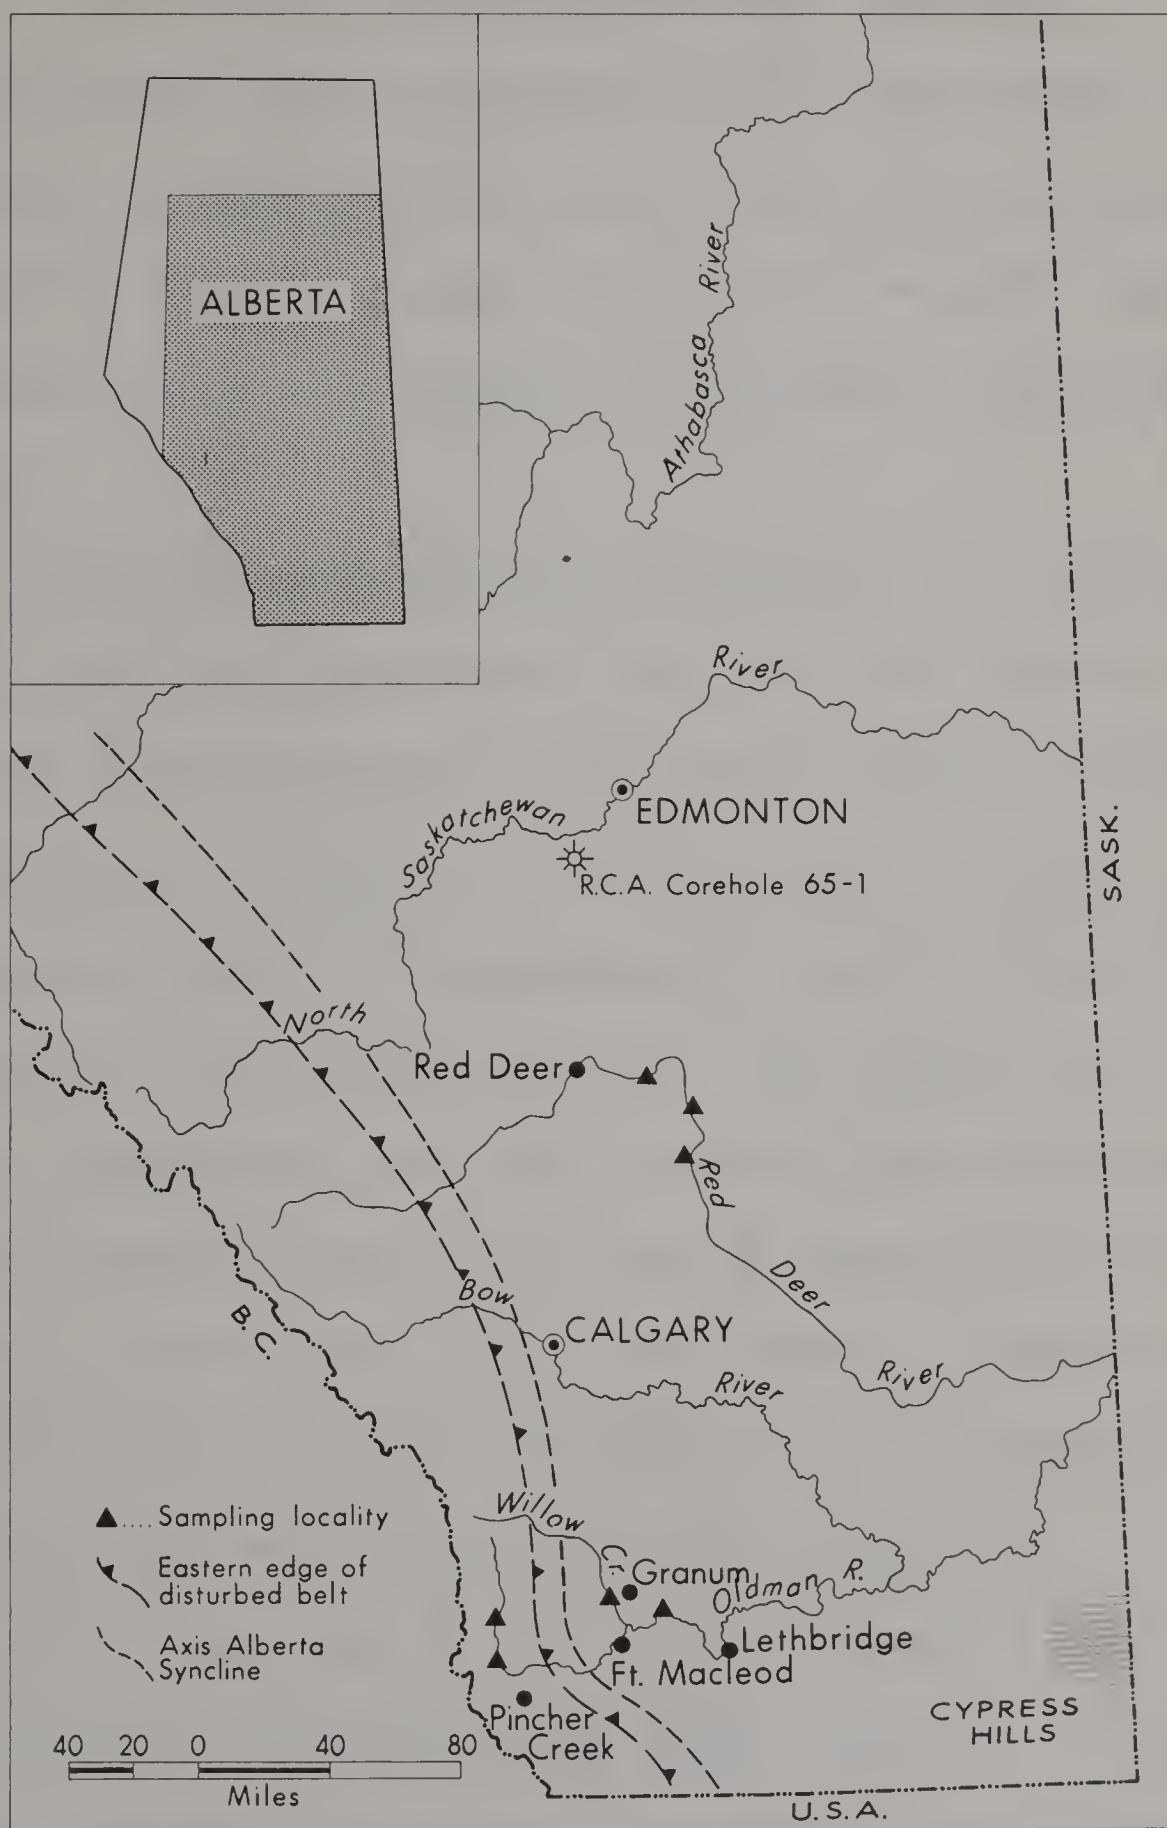 ALBERTA
Athabasca River
River
Saskatchewan
EDMONTON
R.C.A. Corehole 65-1
SASK.
North
Red Deer
Red
Deer
River
Bow
CALGARY
River
B.C.
Willow
Cr.
Granum
Oldman R.
Lethbridge
Ft. Macleod
Pincher
Creek
CYPRESS
HILLS
▲.... Sampling locality
Eastern edge of
disturbed belt
Axis Alberta
Syncline
40 20 0 40 80
Miles
U.S.A.